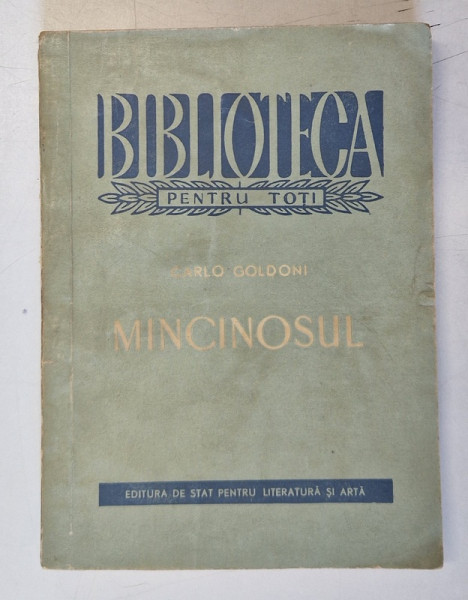 BIBLIOTECA
PENTRU TOȚI
CARLO GOLDONI
MINCINOSUL
EDITURA DE STAT PENTRU LITERATURĂ ȘI ARTĂ